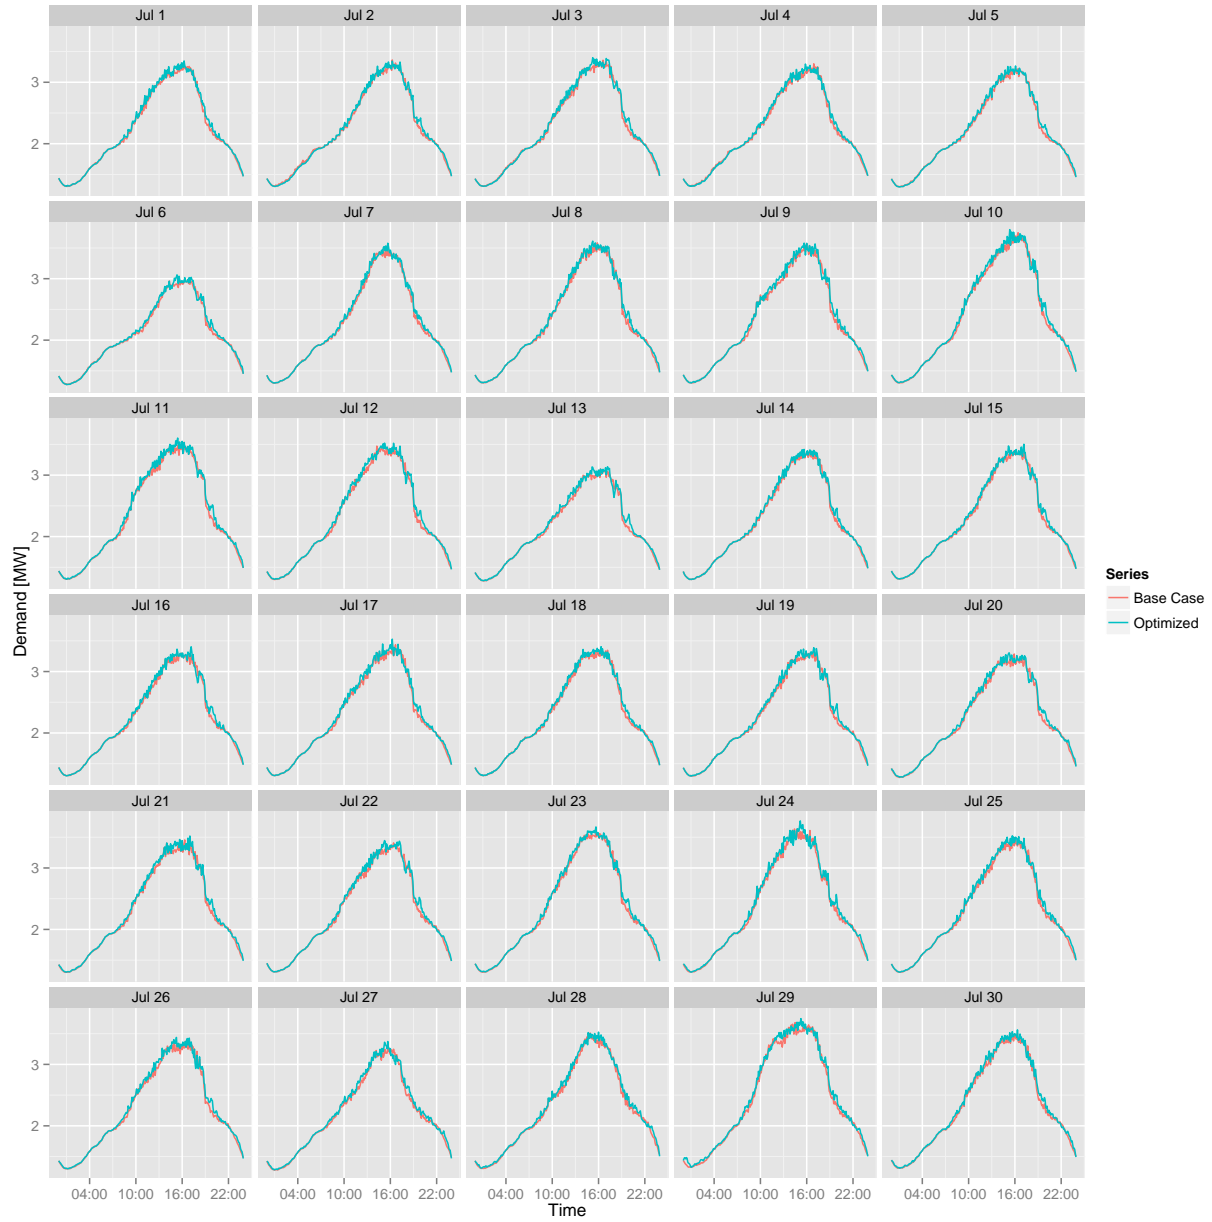 Jul 1 Jul 2 Jul 3 Jul 4 Jul 5
3
2
Jul 6 Jul 7 Jul 8 Jul 9 Jul 10
3
2
Jul 11 Jul 12 Jul 13 Jul 14 Jul 15
3
2
Demand [MW]
Jul 16 Jul 17 Jul 18 Jul 19 Jul 20
3
2
Jul 21 Jul 22 Jul 23 Jul 24 Jul 25
3
2
Jul 26 Jul 27 Jul 28 Jul 29 Jul 30
3
2
04:00 10:00 16:00 22:00 04:00 10:00 16:00 22:00 04:00 10:00 16:00 22:00 04:00 10:00 16:00 22:00 04:00 10:00 16:00 22:00
Time
Series
Base Case
Optimized